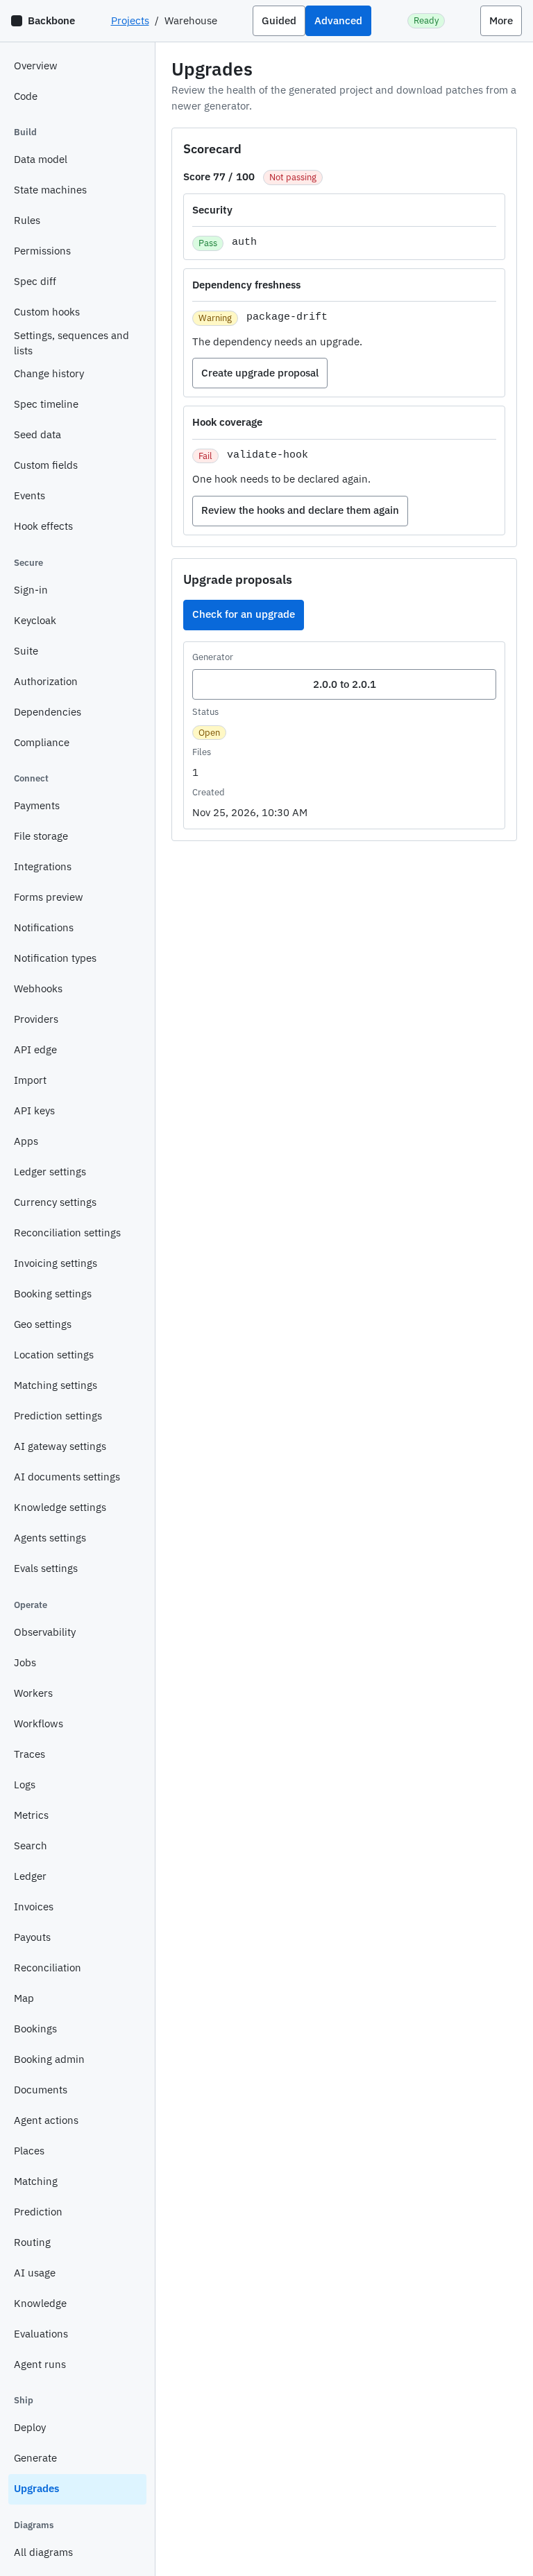 Backbone
Projects / Warehouse
Guided
Advanced
Ready
More
Overview
Code
Build
Data model
State machines
Rules
Permissions
Spec diff
Custom hooks
Settings, sequences and
lists
Change history
Spec timeline
Seed data
Custom fields
Events
Hook effects
Secure
Sign-in
Keycloak
Suite
Authorization
Dependencies
Compliance
Connect
Payments
File storage
Integrations
Forms preview
Notifications
Notification types
Webhooks
Providers
API edge
Import
API keys
Apps
Ledger settings
Currency settings
Reconciliation settings
Invoicing settings
Booking settings
Geo settings
Location settings
Matching settings
Prediction settings
AI gateway settings
AI documents settings
Knowledge settings
Agents settings
Evals settings
Operate
Observability
Jobs
Workers
Workflows
Traces
Logs
Metrics
Search
Ledger
Invoices
Payouts
Reconciliation
Map
Bookings
Booking admin
Documents
Agent actions
Places
Matching
Prediction
Routing
AI usage
Knowledge
Evaluations
Agent runs
Ship
Deploy
Generate
Upgrades
Diagrams
All diagrams
Upgrades
Review the health of the generated project and download patches from a
newer generator.
Scorecard
Score 77 / 100 Not passing
Security
Pass auth
Dependency freshness
Warning package-drift
The dependency needs an upgrade.
Create upgrade proposal
Hook coverage
Fail validate-hook
One hook needs to be declared again.
Review the hooks and declare them again
Upgrade proposals
Check for an upgrade
Generator
2.0.0 to 2.0.1
Status
Open
Files
1
Created
Nov 25, 2026, 10:30 AM